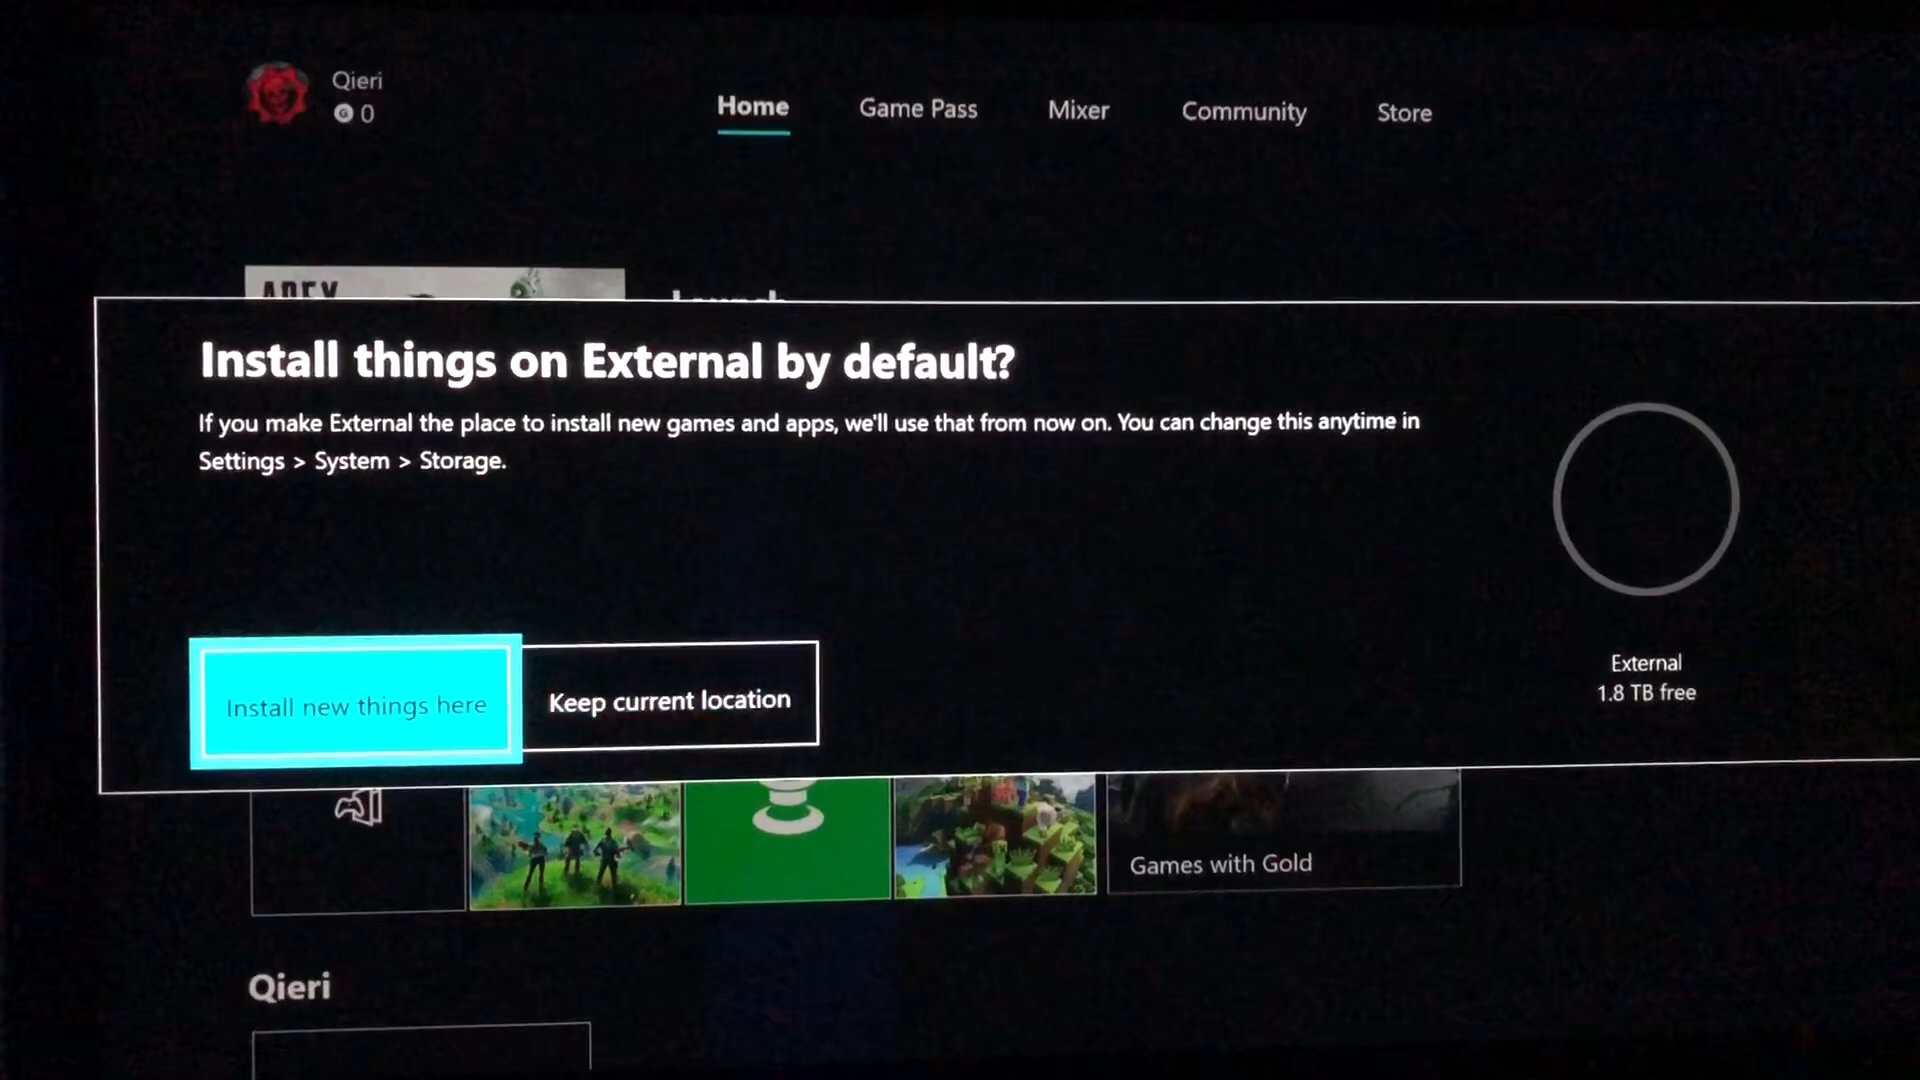 Qieri
G 0
Home
Game Pass
Mixer
Community
Store
APEX
Launch
Install things on External by default?
If you make External the place to install new games and apps, we'll use that from now on. You can change this anytime in
Settings > System > Storage.
Install new things here
Keep current location
External
1.8 TB free
Games with Gold
Qieri